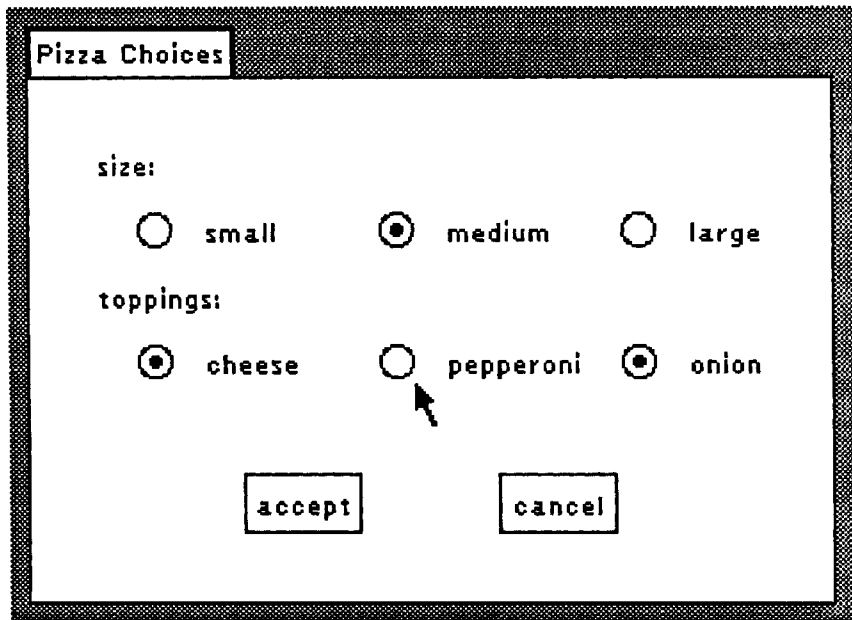 Pizza Choices
size:
small medium large
toppings:
cheese pepperoni onion
accept cancel